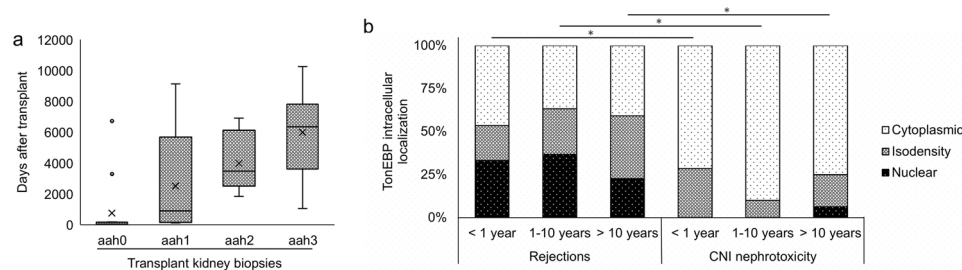 a
Days after transplant
12000
10000
8000
6000
4000
2000
0
aah0 aah1 aah2 aah3
Transplant kidney biopsies
b
* 
*
*
TonEBP intracellular
localization
100%
75%
50%
25%
0%
Cytoplasmic
Isodensity
Nuclear
< 1 year 1-10 years > 10 years < 1 year 1-10 years > 10 years
Rejections CNI nephrotoxicity